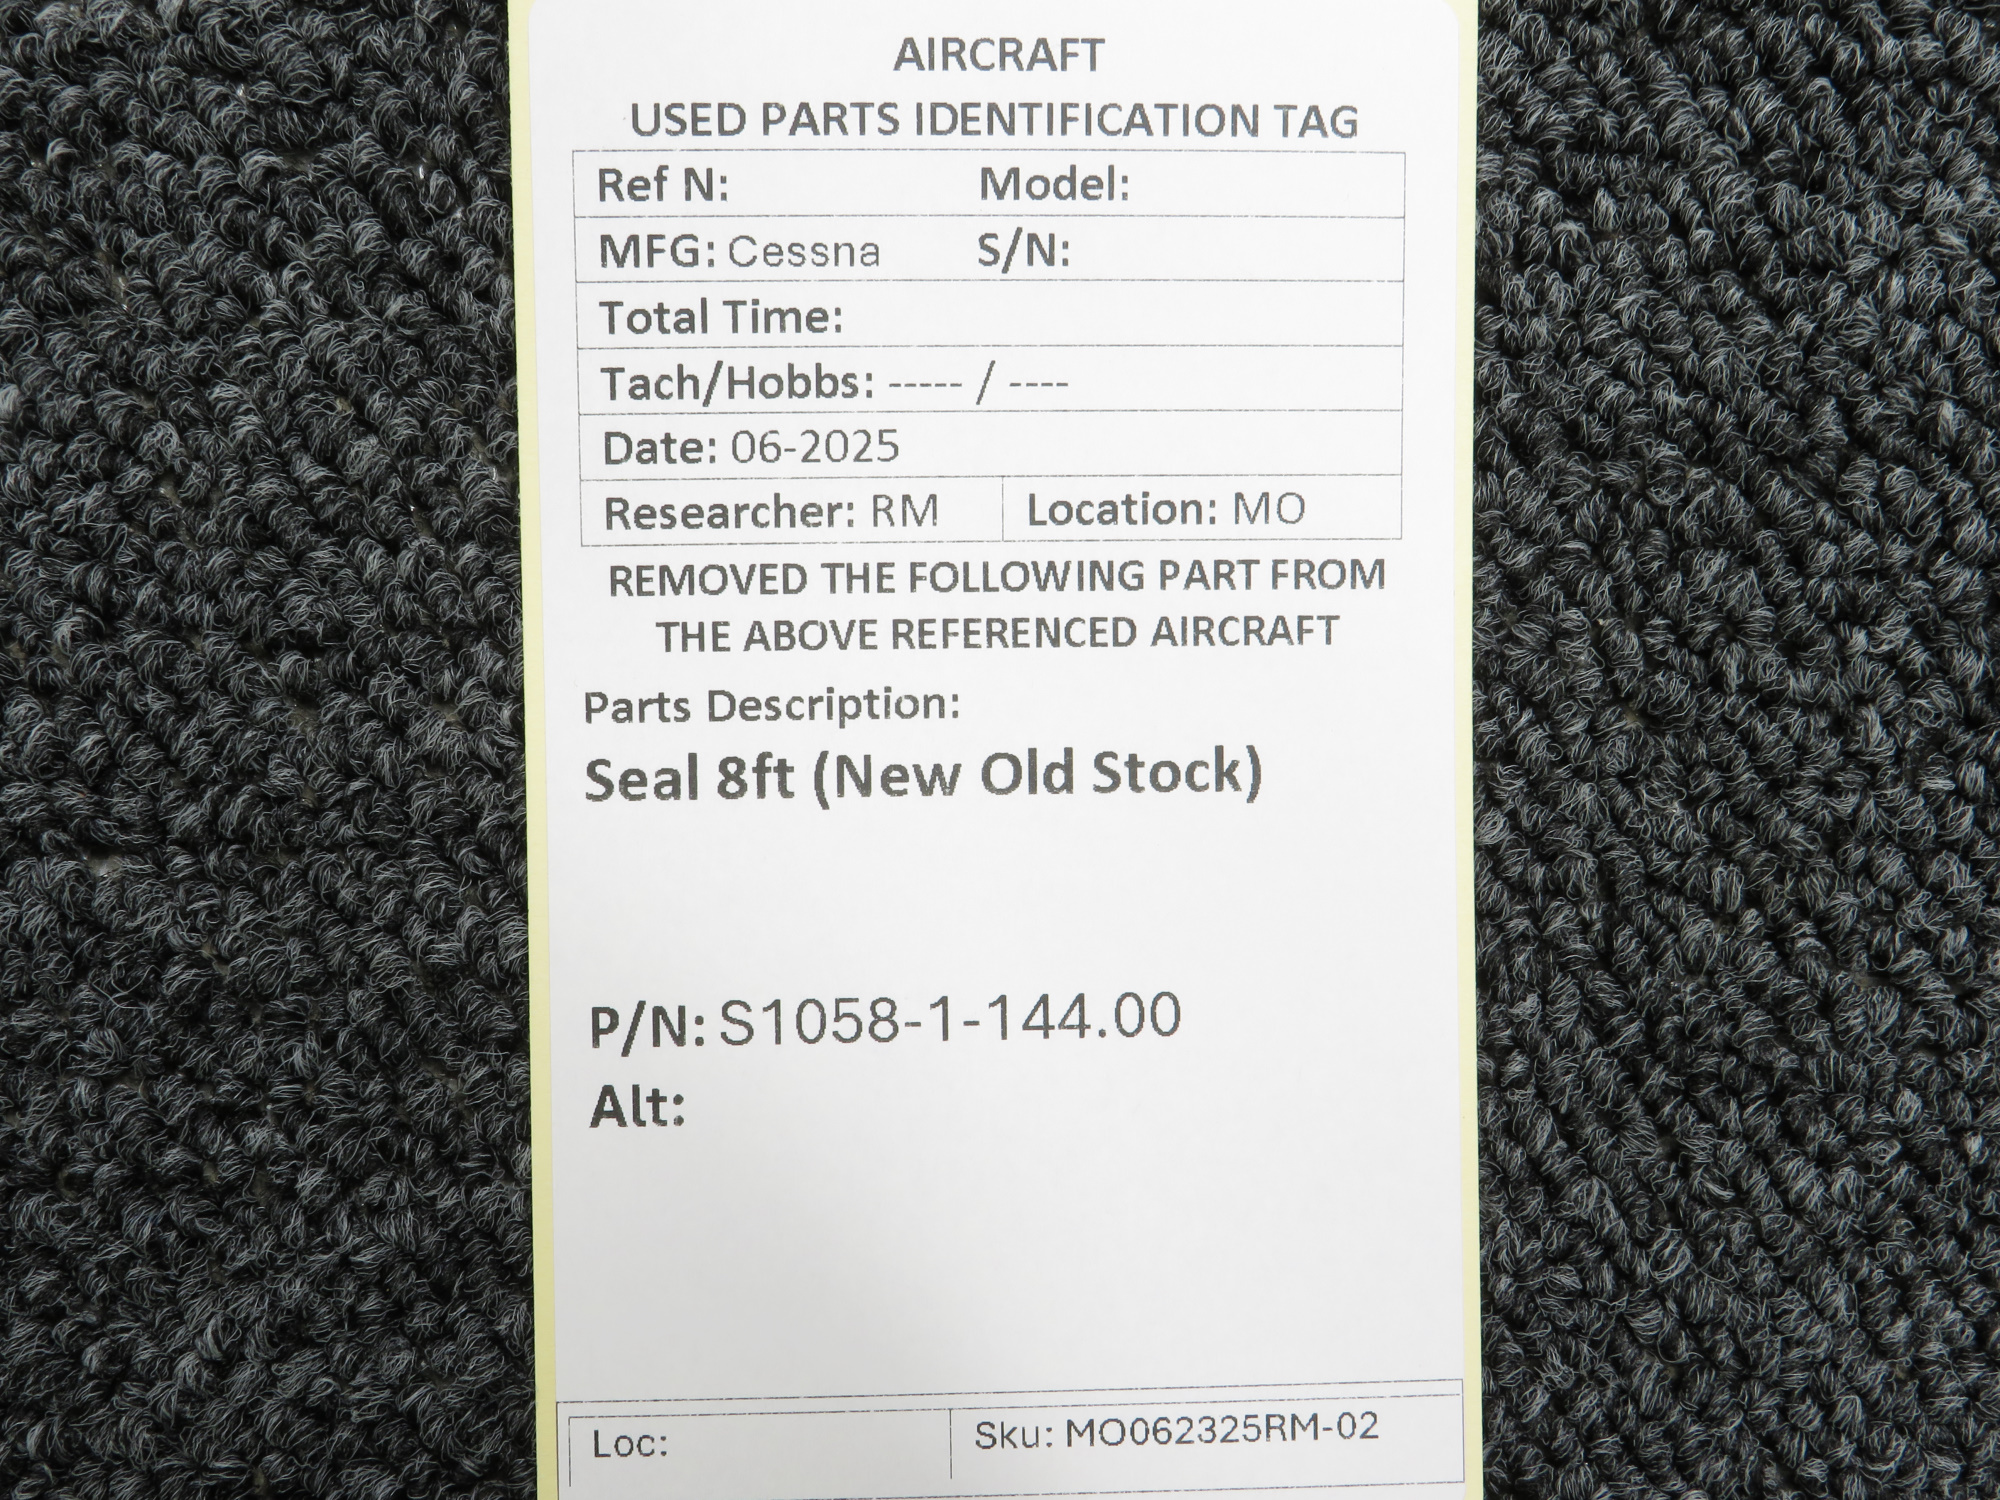 AIRCRAFT
USED PARTS IDENTIFICATION TAG
Ref N: Model:
MFG: Cessna S/N:
Total Time:
Tach/Hobbs: ----- / ----
Date: 06-2025
Researcher: RM Location: MO
REMOVED THE FOLLOWING PART FROM
THE ABOVE REFERENCED AIRCRAFT
Parts Description:
Seal 8ft (New Old Stock)
P/N: S1058-1-144.00
Alt:
Loc: Sku: MO062325RM-02